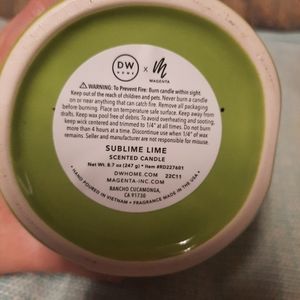 DW
HOME
x
M
MAGENTA
⚠ WARNING: To Prevent Fire: Burn candle within sight.
Keep out of the reach of children and pets. Never burn a candle
on or near anything that can catch fire. Remove all packaging
before burning. Place on temperature safe surface. Keep away from
drafts. Keep wax pool free of debris. To avoid overheating and sooting,
keep wick centered and trimmed to 1/4" at all times. Do not burn
more than 4 hours at a time. Discontinue use when 1/4" of wax
remains. Seller and manufacturer are not responsible for misuse.
SUBLIME LIME
SCENTED CANDLE
Net Wt. 8.7 oz (247 g) • Item #RD227601
DWHOME.COM 22C11
MAGENTA-INC.COM
RANCHO CUCAMONGA,
CA 91730
• HAND POURED IN VIETNAM • FRAGRANCE MADE IN THE USA •